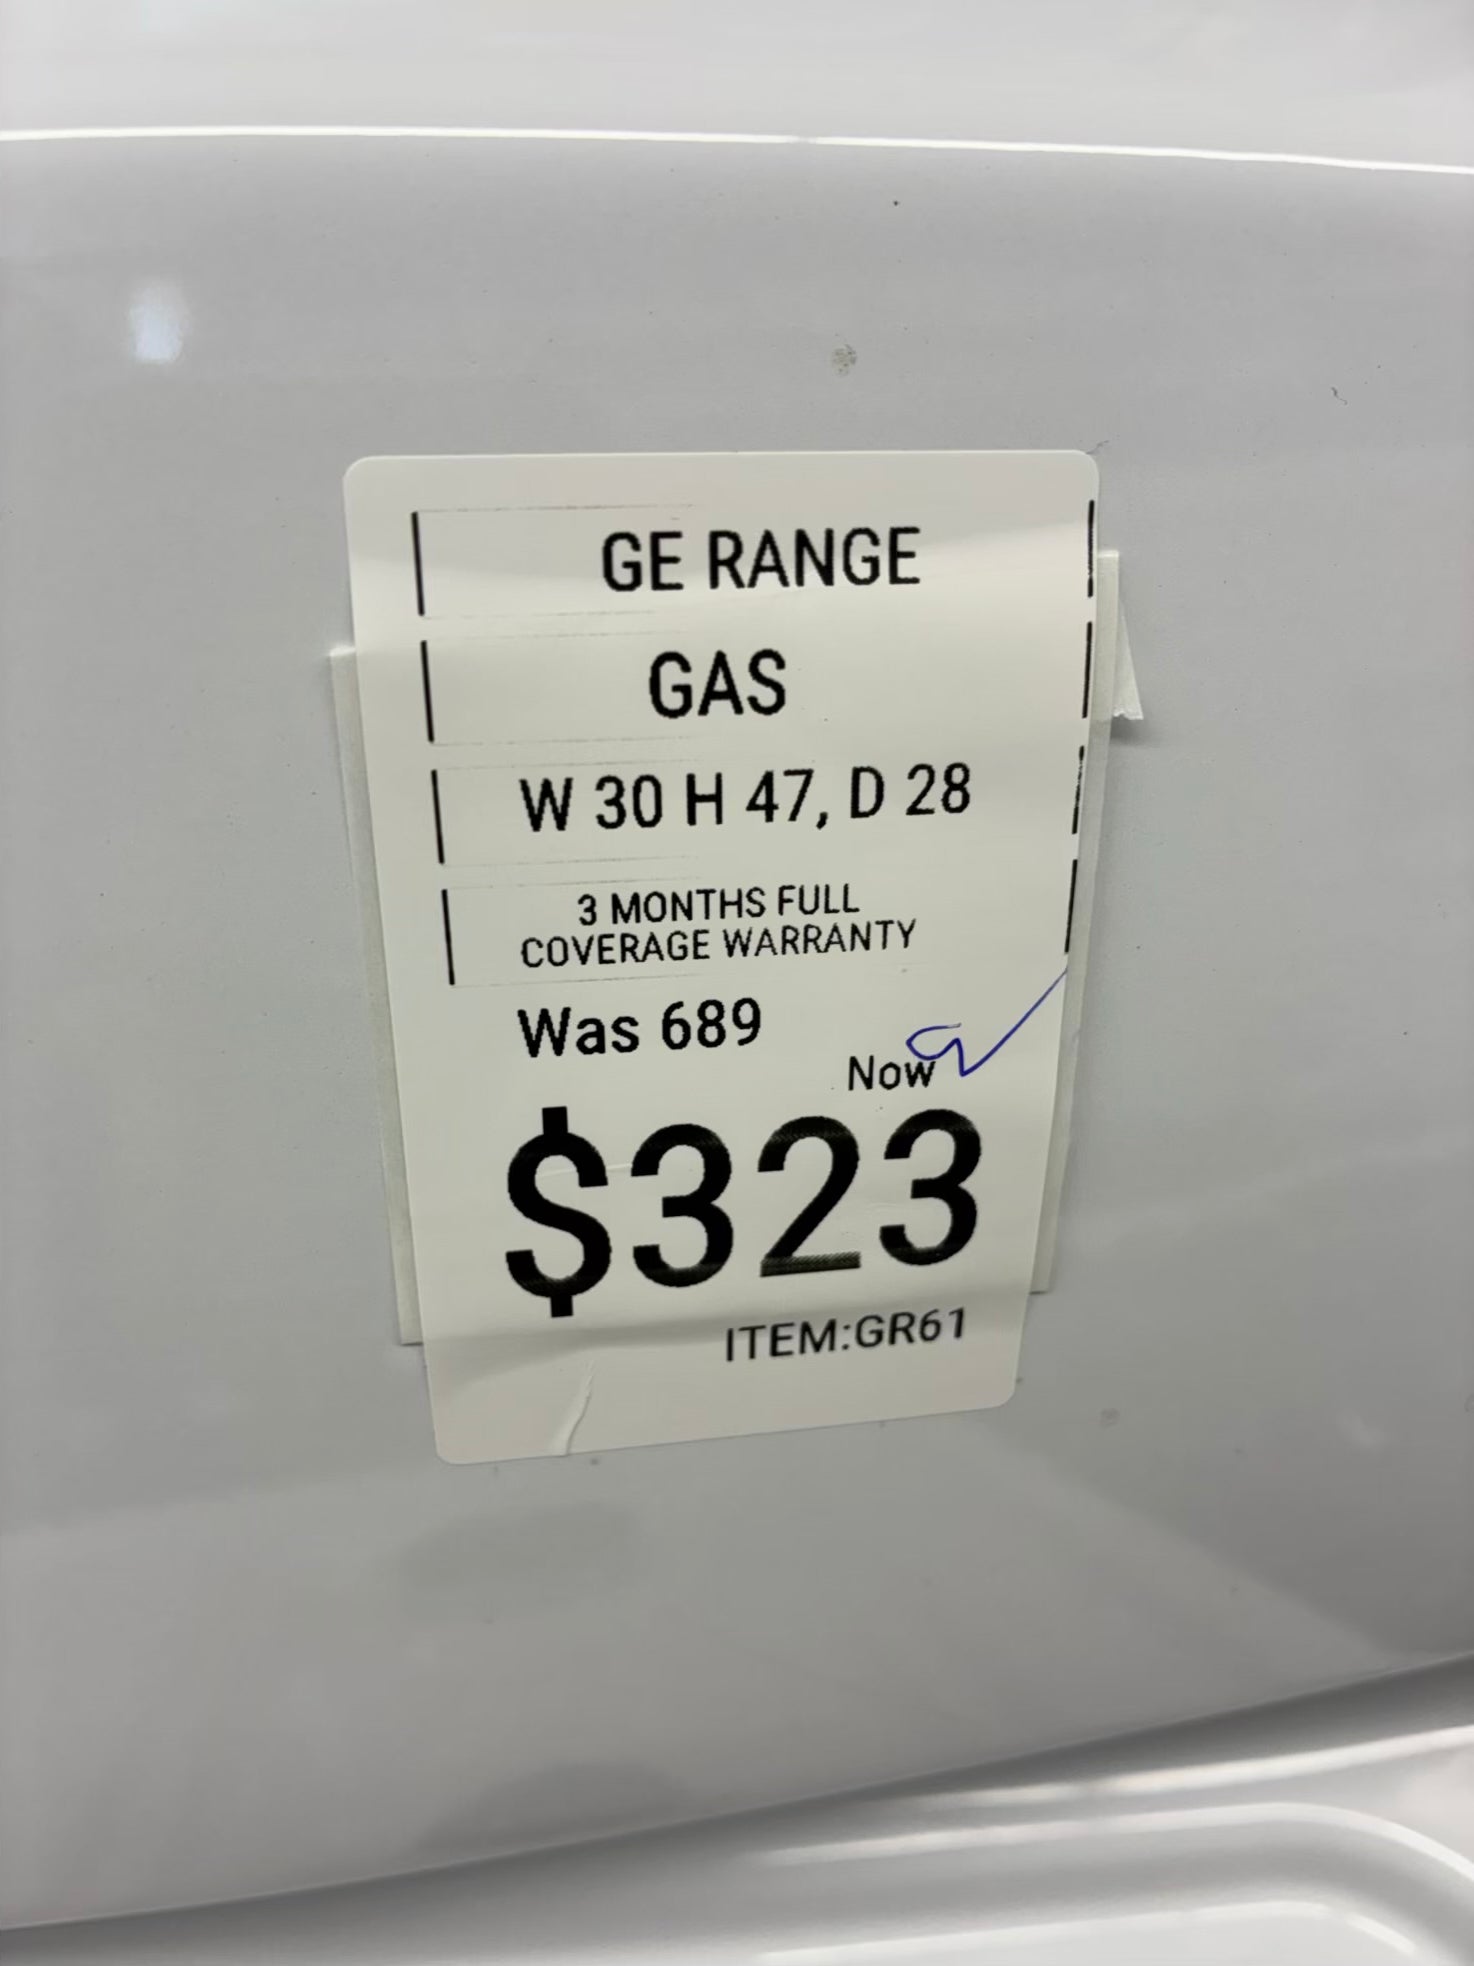 GE RANGE
GAS
W 30 H 47, D 28
3 MONTHS FULL
COVERAGE WARRANTY
Was 689
Now
$323
ITEM:GR61